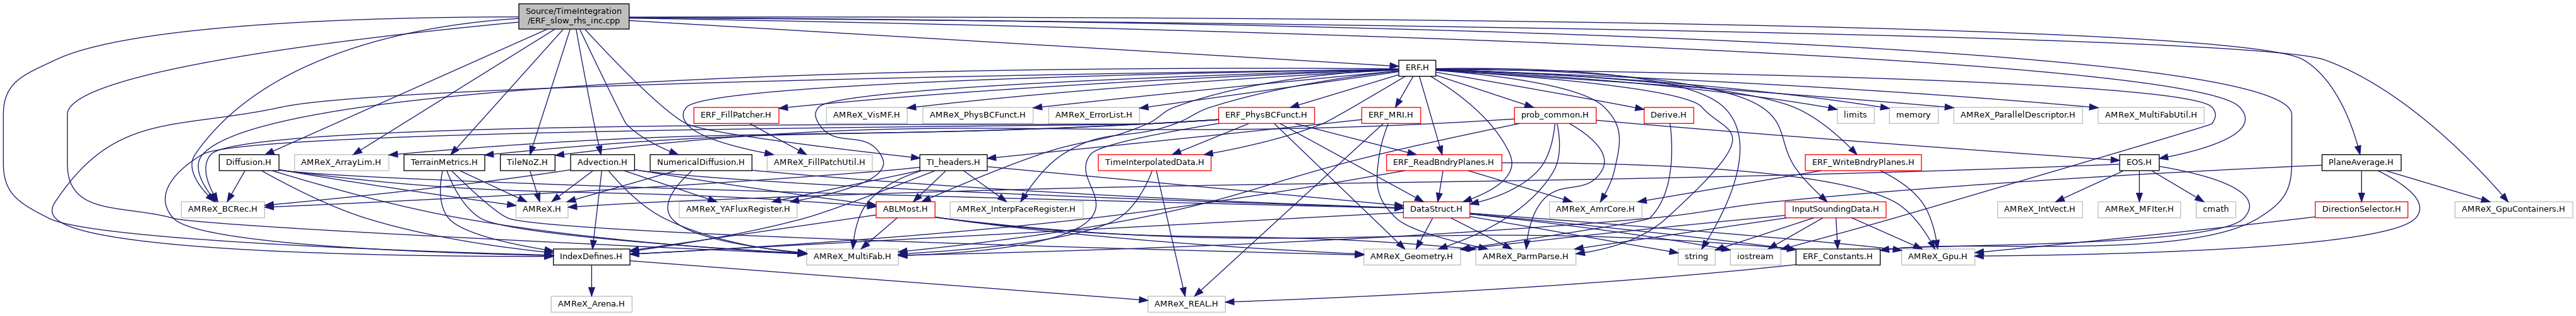 Source/TimeIntegration
/ERF_slow_rhs_inc.cpp
ERF.H
ERF_FillPatcher.H
AMReX_VisMF.H
AMReX_PhysBCFunct.H
AMReX_ErrorList.H
ERF_PhysBCFunct.H
ERF_MRI.H
prob_common.H
Derive.H
limits
memory
AMReX_ParallelDescriptor.H
AMReX_MultiFabUtil.H
Diffusion.H
AMReX_ArrayLim.H
TerrainMetrics.H
TileNoZ.H
Advection.H
NumericalDiffusion.H
AMReX_FillPatchUtil.H
TI_headers.H
TimeInterpolatedData.H
ERF_ReadBndryPlanes.H
ERF_WriteBndryPlanes.H
EOS.H
PlaneAverage.H
AMReX_BCRec.H
AMReX.H
AMReX_YAFluxRegister.H
ABLMost.H
AMReX_InterpFaceRegister.H
DataStruct.H
AMReX_AmrCore.H
InputSoundingData.H
AMReX_IntVect.H
AMReX_MFIter.H
cmath
DirectionSelector.H
AMReX_GpuContainers.H
IndexDefines.H
AMReX_MultiFab.H
AMReX_Geometry.H
AMReX_ParmParse.H
string
iostream
ERF_Constants.H
AMReX_Gpu.H
AMReX_Arena.H
AMReX_REAL.H